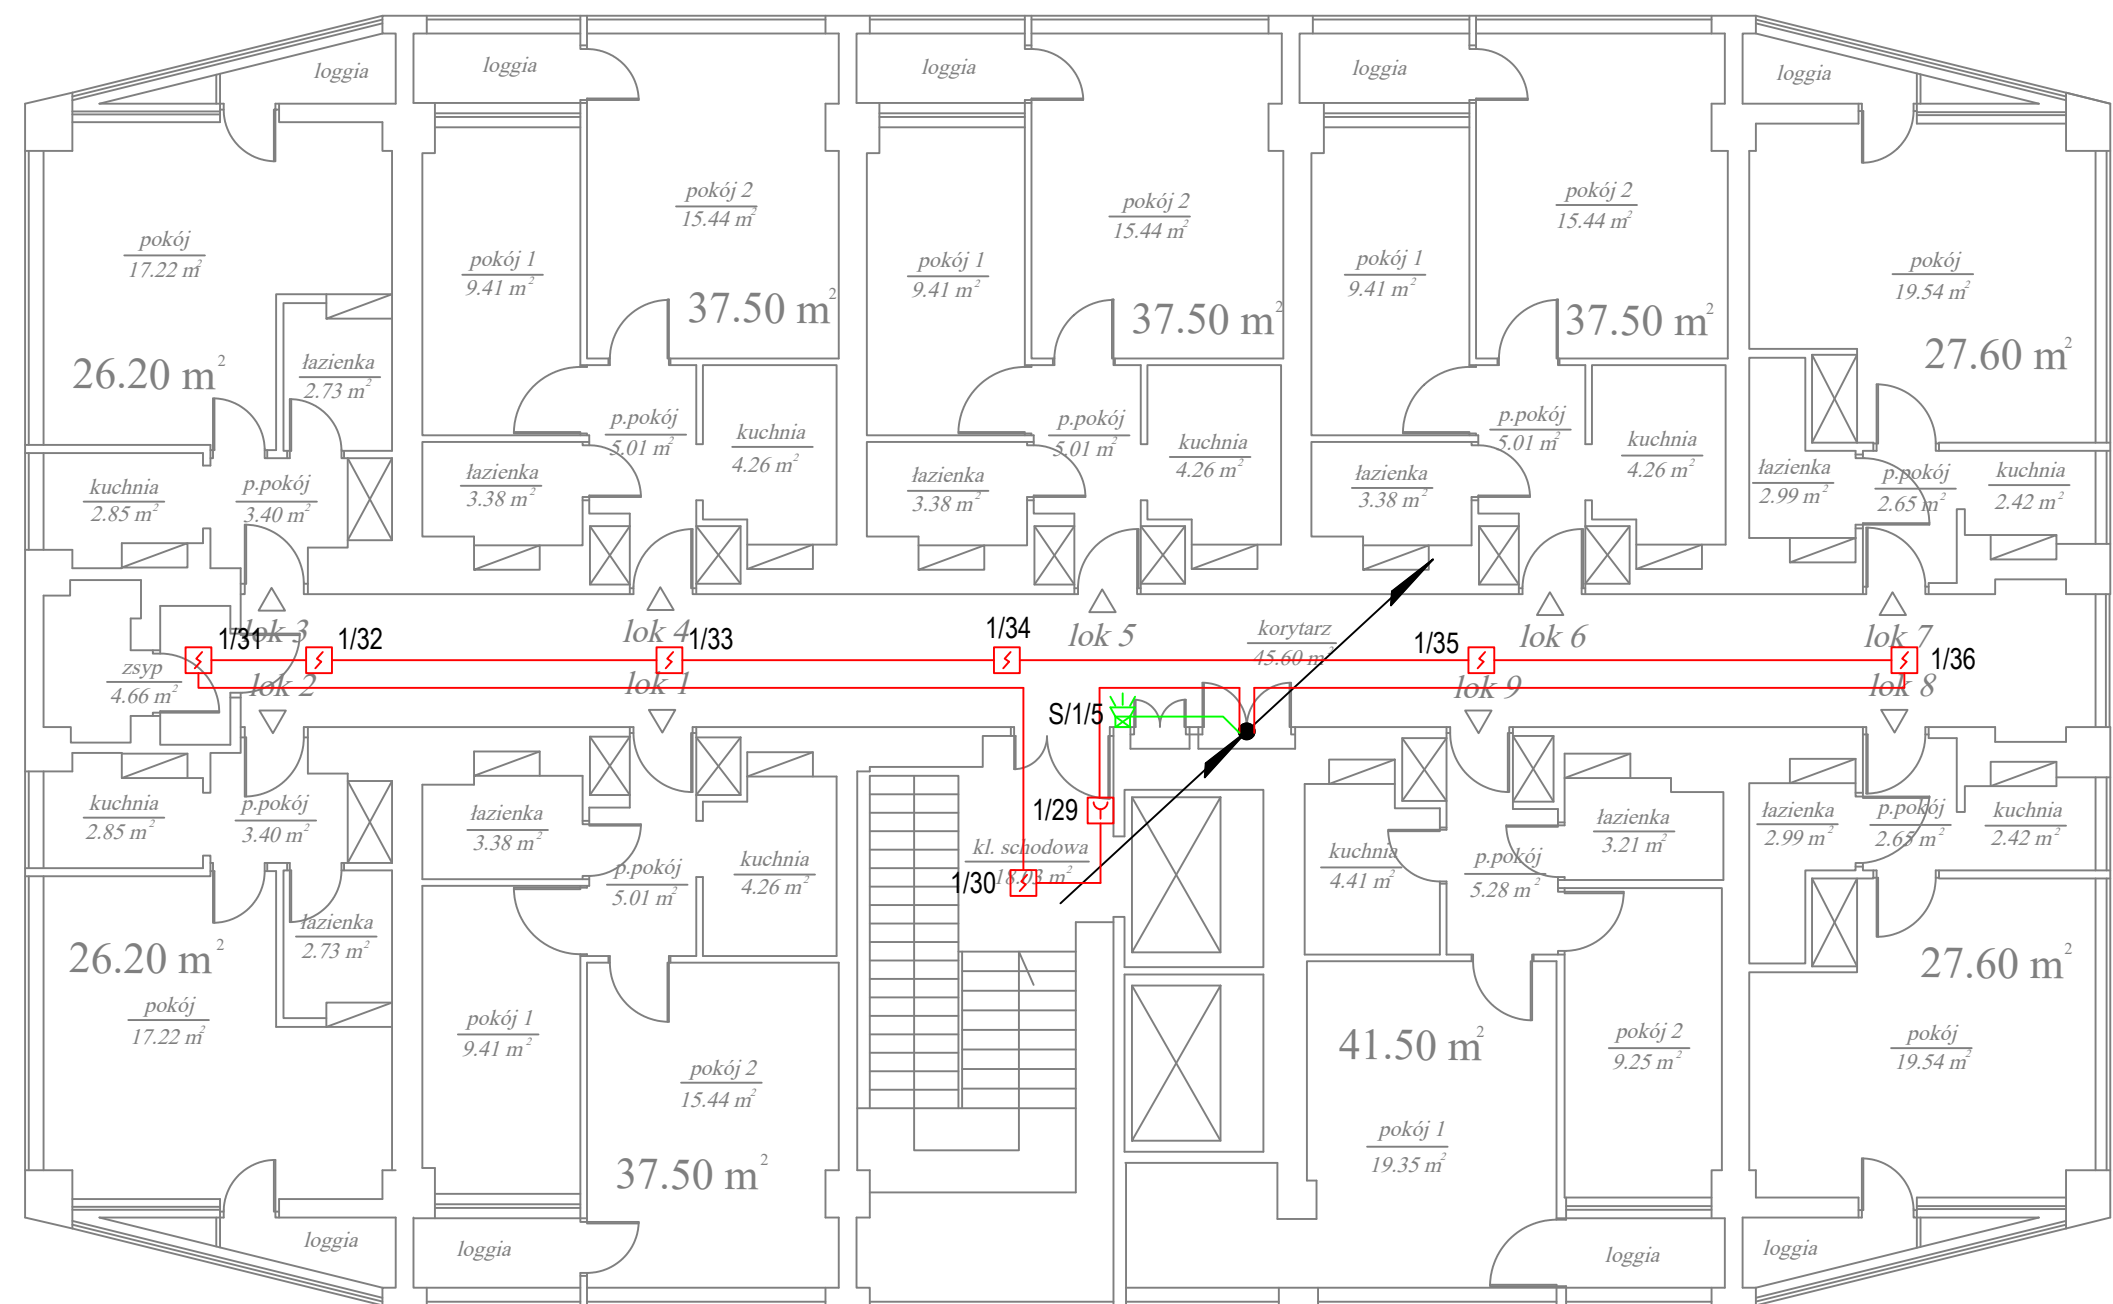 loggia
loggia
loggia
loggia
loggia
pokój
17.22 m²
26.20 m²
łazienka
2.73 m²
kuchnia
2.85 m²
p.pokój
3.40 m²
pokój 1
9.41 m²
pokój 2
15.44 m²
37.50 m²
p.pokój
5.01 m²
kuchnia
4.26 m²
łazienka
3.38 m²
pokój 1
9.41 m²
pokój 2
15.44 m²
37.50 m²
p.pokój
5.01 m²
kuchnia
4.26 m²
łazienka
3.38 m²
pokój 1
9.41 m²
pokój 2
15.44 m²
37.50 m²
p.pokój
5.01 m²
kuchnia
4.26 m²
łazienka
3.38 m²
pokój
19.54 m²
27.60 m²
łazienka
2.99 m²
p.pokój
2.65 m²
kuchnia
2.42 m²
lok 3
lok 4
lok 5
lok 6
lok 7
1/31
1/32
1/33
1/34
1/35
1/36
korytarz
45.60 m²
zsyp
4.66 m²
lok 2
lok 1
lok 9
lok 8
S/1/5
1/29
1/30
kl. schodowa
18.03 m²
kuchnia
2.85 m²
p.pokój
3.40 m²
łazienka
2.73 m²
26.20 m²
pokój
17.22 m²
loggia
łazienka
3.38 m²
p.pokój
5.01 m²
kuchnia
4.26 m²
pokój 1
9.41 m²
pokój 2
15.44 m²
37.50 m²
loggia
kuchnia
4.41 m²
p.pokój
5.28 m²
łazienka
3.21 m²
41.50 m²
pokój 2
9.25 m²
pokój 1
19.35 m²
loggia
łazienka
2.99 m²
p.pokój
2.65 m²
kuchnia
2.42 m²
27.60 m²
pokój
19.54 m²
loggia